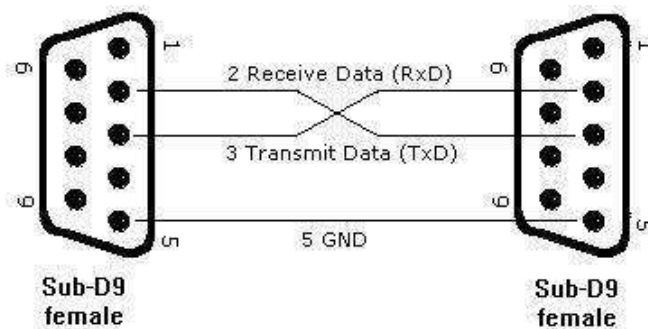 1
6
2 Receive Data (RxD)
3 Transmit Data (TxD)
9
5
5 GND
1
6
9
5
Sub-D9
female
Sub-D9
female